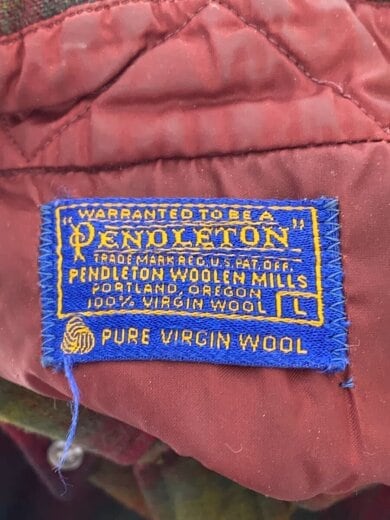 WARRANTED TO BE A
"PENDLETON"
TRADE MARK REG. U.S. PAT. OFF.
PENDLETON WOOLEN MILLS
PORTLAND, OREGON
100% VIRGIN WOOL L
PURE VIRGIN WOOL